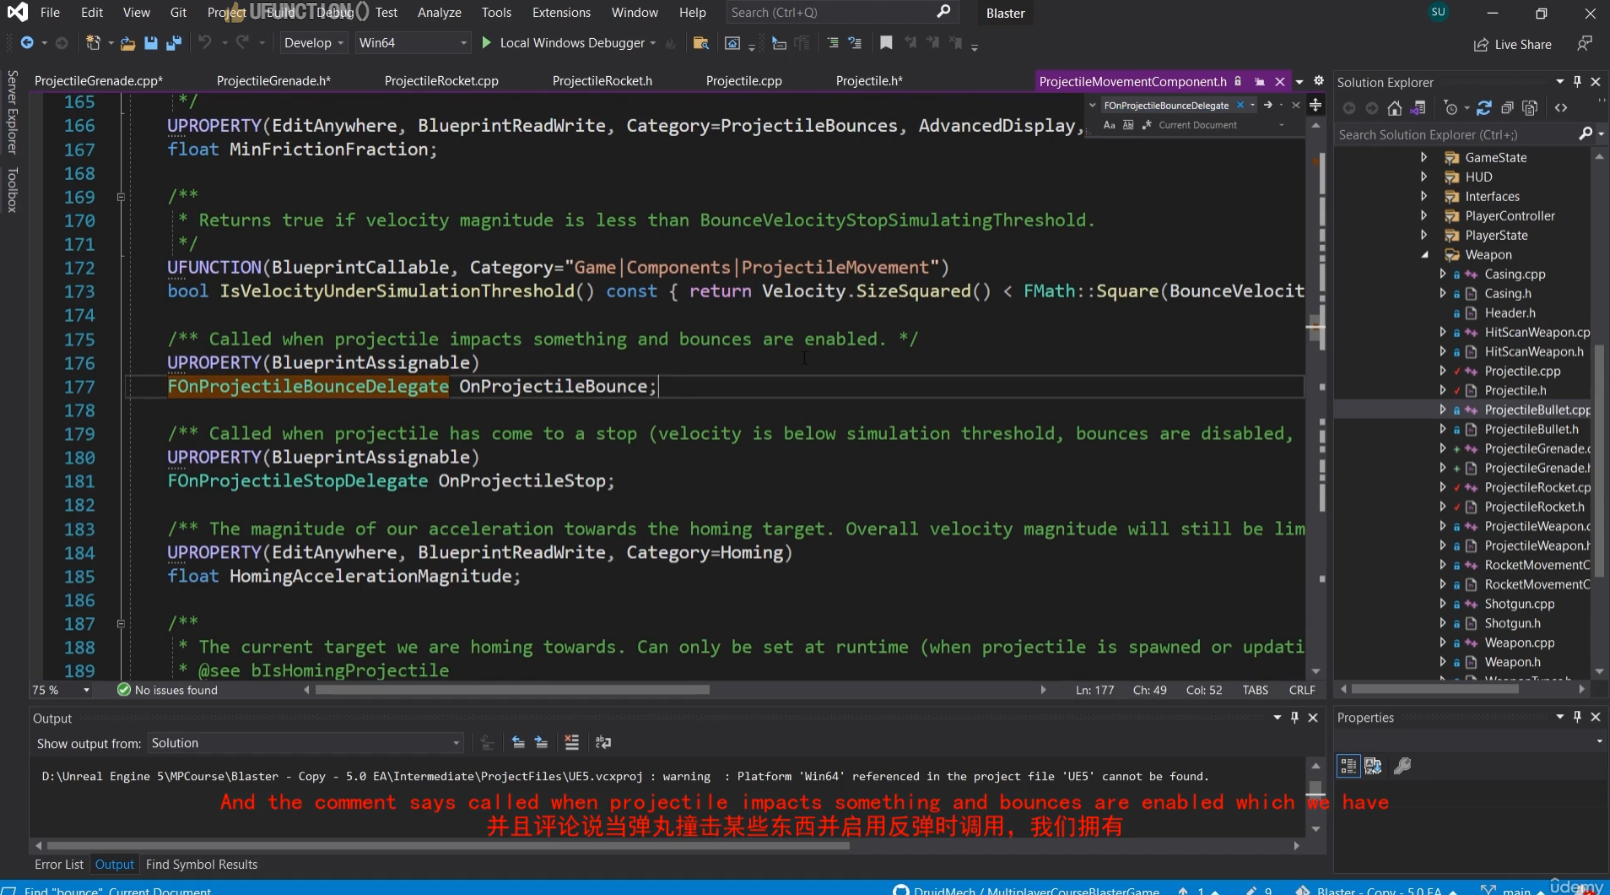 File Edit View Git Project Build Debug Test Analyze Tools Extensions Window Help Search (Ctrl+Q) Blaster SU
UFUNCTION()
Develop Win64 Local Windows Debugger Live Share
ProjectileGrenade.cpp* ProjectileGrenade.h* ProjectileRocket.cpp ProjectileRocket.h Projectile.cpp Projectile.h* ProjectileMovementComponent.h
Server Explorer
Toolbox
FOnProjectileBounceDelegate
Aa Current Document
165 */
166 UPROPERTY(EditAnywhere, BlueprintReadWrite, Category=ProjectileBounces, AdvancedDisplay,
167 float MinFrictionFraction;
168
169 /**
170 * Returns true if velocity magnitude is less than BounceVelocityStopSimulatingThreshold.
171 */
172 UFUNCTION(BlueprintCallable, Category="Game|Components|ProjectileMovement")
173 bool IsVelocityUnderSimulationThreshold() const { return Velocity.SizeSquared() < FMath::Square(BounceVelocit
174
175 /** Called when projectile impacts something and bounces are enabled. */
176 UPROPERTY(BlueprintAssignable)
177 FOnProjectileBounceDelegate OnProjectileBounce;
178
179 /** Called when projectile has come to a stop (velocity is below simulation threshold, bounces are disabled,
180 UPROPERTY(BlueprintAssignable)
181 FOnProjectileStopDelegate OnProjectileStop;
182
183 /** The magnitude of our acceleration towards the homing target. Overall velocity magnitude will still be lim
184 UPROPERTY(EditAnywhere, BlueprintReadWrite, Category=Homing)
185 float HomingAccelerationMagnitude;
186
187 /**
188 * The current target we are homing towards. Can only be set at runtime (when projectile is spawned or updati
189 * @see bIsHomingProjectile
75 % No issues found Ln: 177 Ch: 49 Col: 52 TABS CRLF
Solution Explorer
Search Solution Explorer (Ctrl+;)
GameState
HUD
Interfaces
PlayerController
PlayerState
Weapon
Casing.cpp
Casing.h
Header.h
HitScanWeapon.cp
HitScanWeapon.h
Projectile.cpp
Projectile.h
ProjectileBullet.cpp
ProjectileBullet.h
ProjectileGrenade.c
ProjectileGrenade.h
ProjectileRocket.cp
ProjectileRocket.h
ProjectileWeapon.c
ProjectileWeapon.h
RocketMovementC
RocketMovementC
Shotgun.cpp
Shotgun.h
Weapon.cpp
Weapon.h
WeaponTypes.h
Output
Show output from: Solution
D:\Unreal Engine 5\MPCourse\Blaster - Copy - 5.0 EA\Intermediate\ProjectFiles\UE5.vcxproj : warning : Platform 'Win64' referenced in the project file 'UE5' cannot be found.
And the comment says called when projectile impacts something and bounces are enabled which we have
并且评论说当弹丸撞击某些东西并启用反弹时调用，我们拥有
Properties
Error List Output Find Symbol Results
Find "bounce", Current Document DruidMech / MultiplayerCourseBlasterGame 1 9 Blaster - Copy - 5.0 EA main
udemy